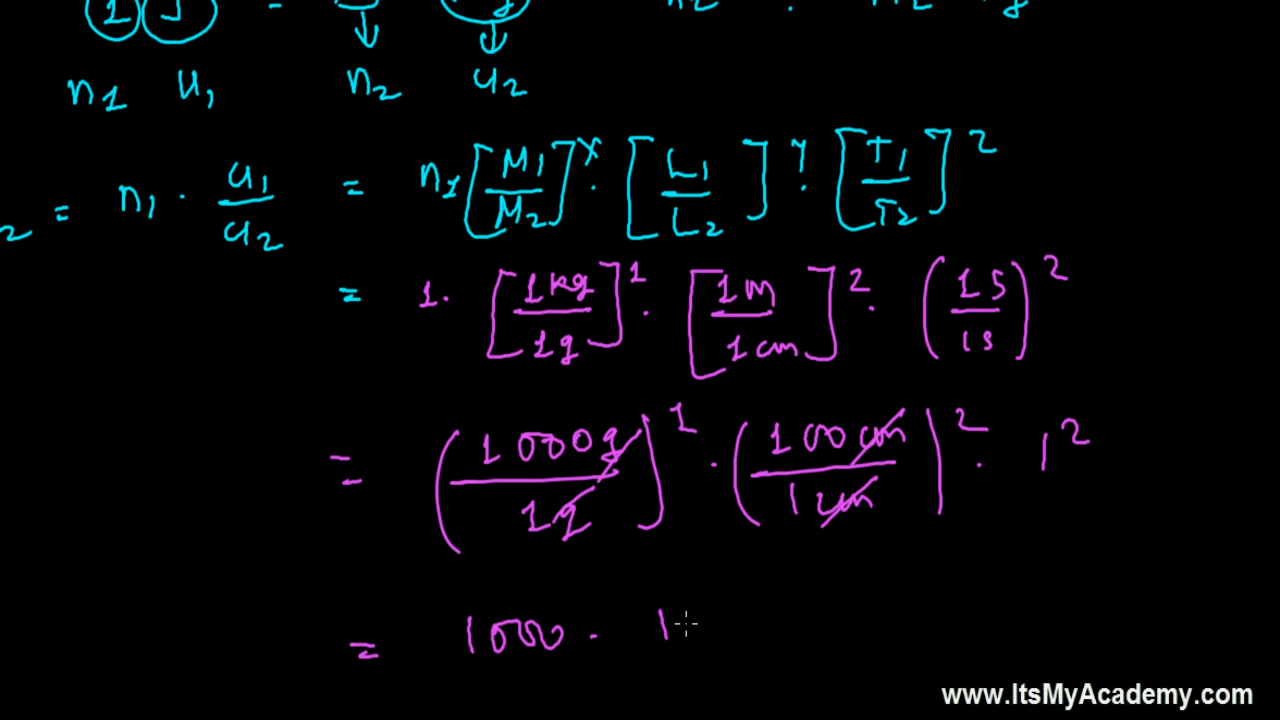 1 J =
n1 u1 n2 u2
2 = n1 · u1/u2 = n1 [M1/M2]^x · [L1/L2]^y · [T1/T2]^z
= 1. [1kg/1g]^1 · [1m/1cm]^2 · (1s/1s)^2
= (1000g/1g)^1 · (100cm/1cm)^2 · 1^2
= 1000 · 1
www.ItsMyAcademy.com